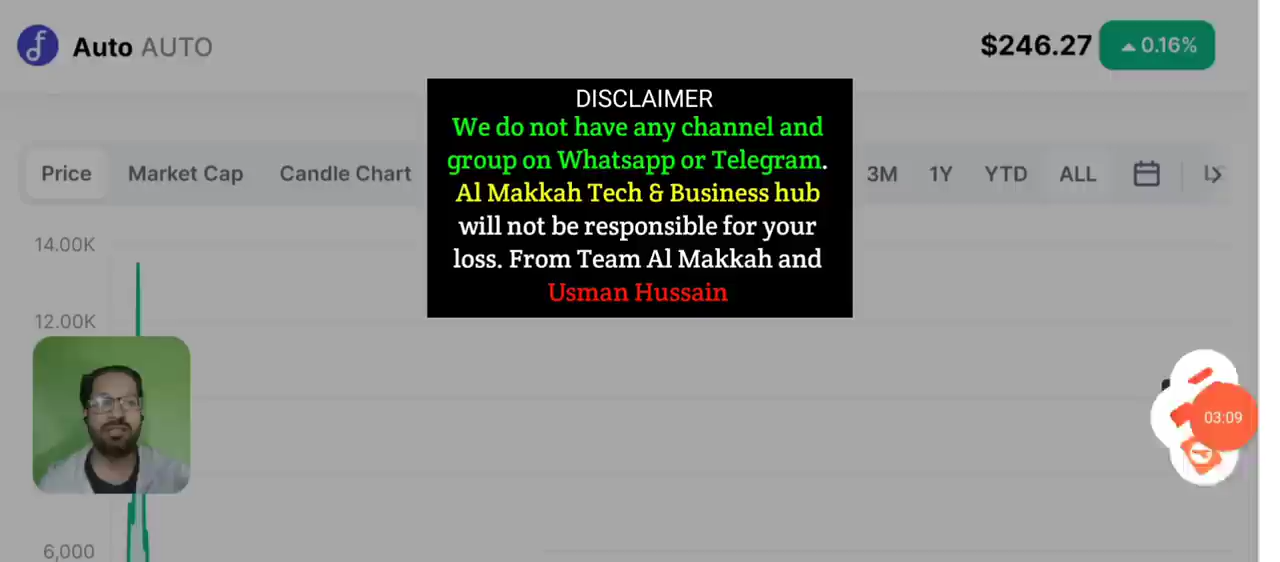 Auto AUTO
$246.27
0.16%
DISCLAIMER
We do not have any channel and
group on Whatsapp or Telegram.
Al Makkah Tech & Business hub
will not be responsible for your
loss. From Team Al Makkah and
Usman Hussain
Price Market Cap Candle Chart
3M 1Y YTD ALL
14.00K
12.00K
6,000
03:09